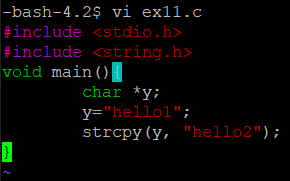 -bash-4.2$ vi ex11.c
#include <stdio.h>
#include <string.h>
void main(){
        char *y;
        y="hello1";
        strcpy(y, "hello2");
}
~